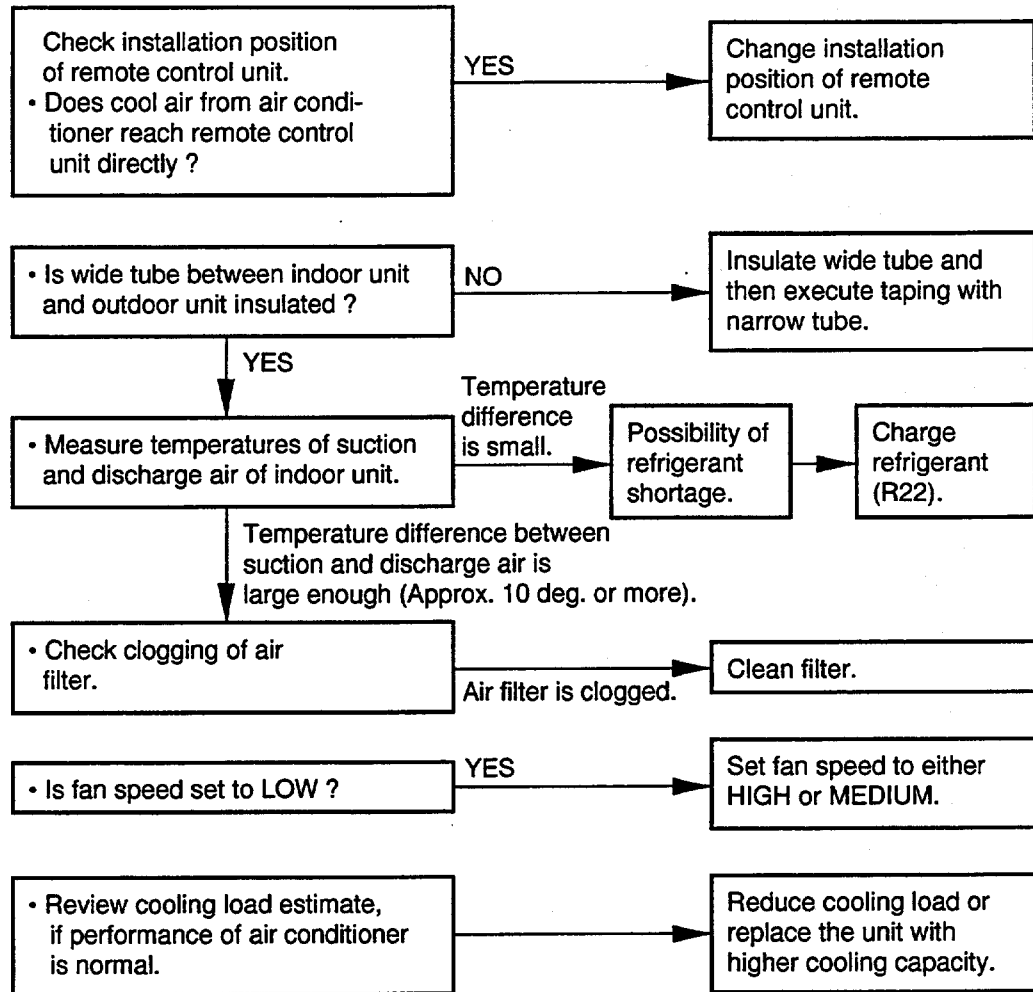 Check installation position
of remote control unit.
• Does cool air from air condi-
tioner reach remote control
unit directly ?
YES
Change installation
position of remote
control unit.
• Is wide tube between indoor unit
and outdoor unit insulated ?
NO
Insulate wide tube and
then execute taping with
narrow tube.
YES
• Measure temperatures of suction
and discharge air of indoor unit.
Temperature
difference
is small.
Possibility of
refrigerant
shortage.
Charge
refrigerant
(R22).
Temperature difference between
suction and discharge air is
large enough (Approx. 10 deg. or more).
• Check clogging of air
filter.
Air filter is clogged.
Clean filter.
• Is fan speed set to LOW ?
YES
Set fan speed to either
HIGH or MEDIUM.
• Review cooling load estimate,
if performance of air conditioner
is normal.
Reduce cooling load or
replace the unit with
higher cooling capacity.